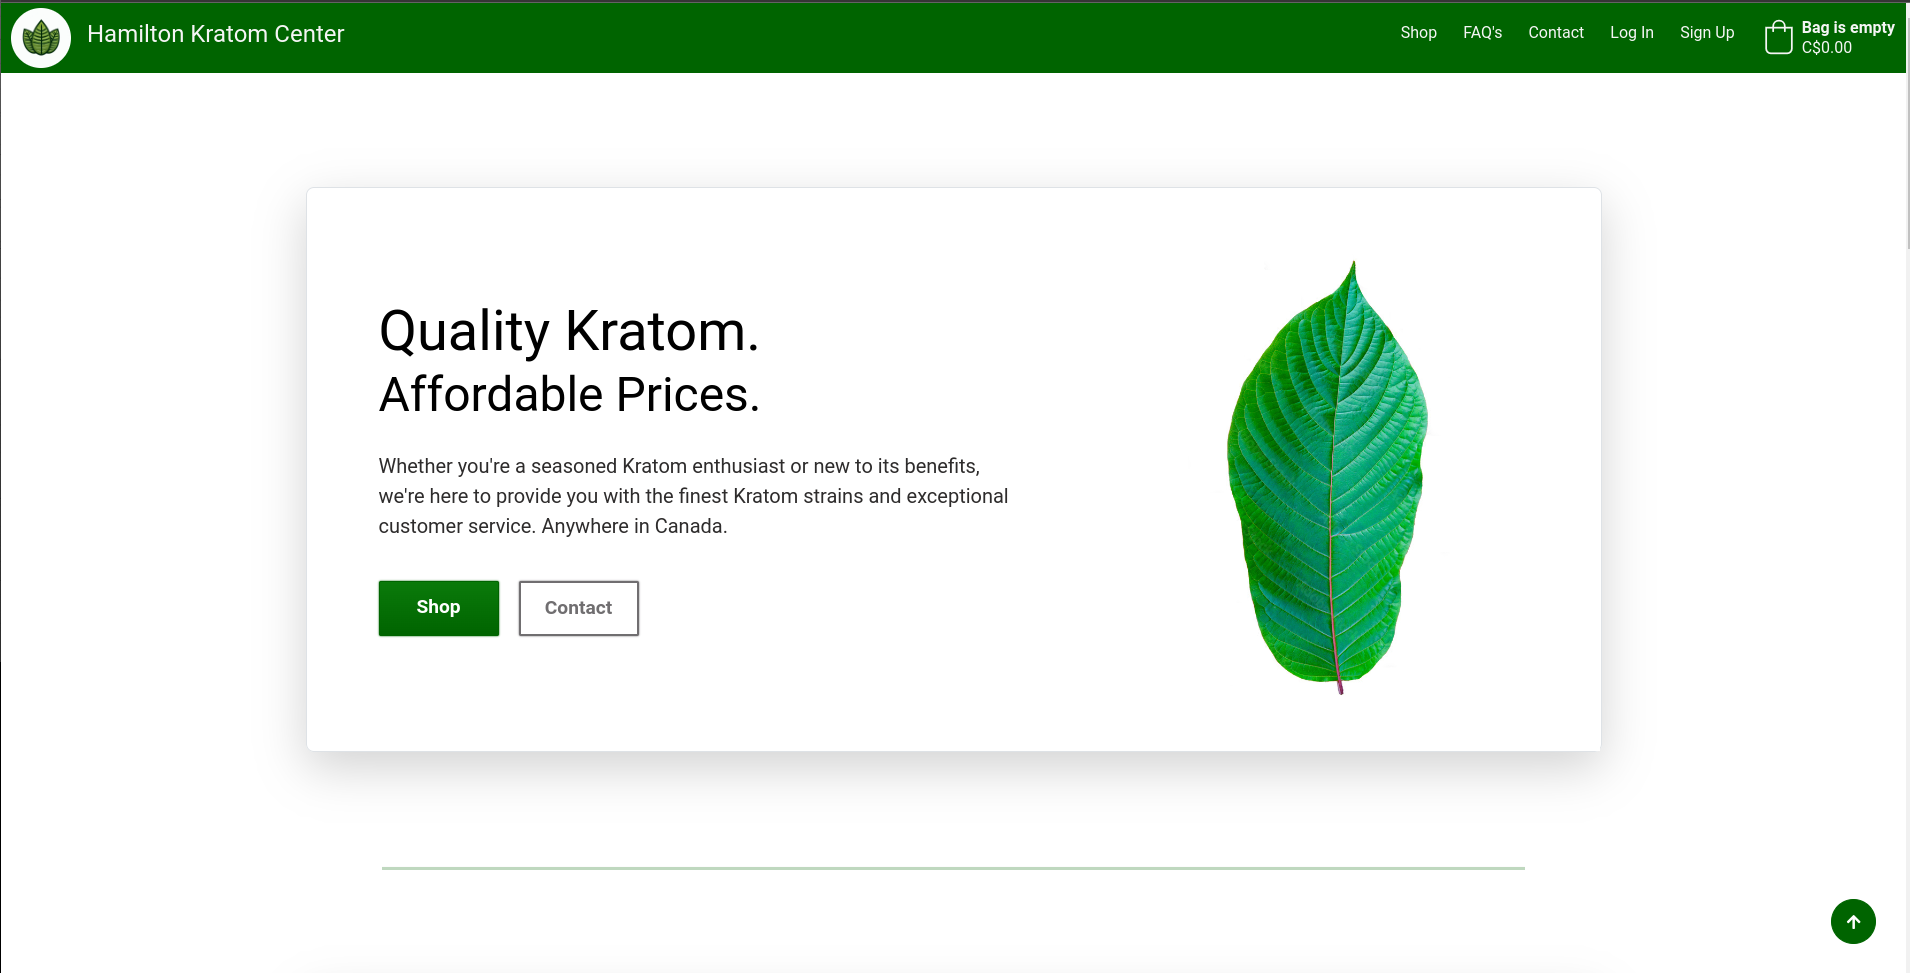 Hamilton Kratom Center
Shop
FAQ's
Contact
Log In
Sign Up
Bag is empty
C$0.00
Quality Kratom.
Affordable Prices.
Whether you're a seasoned Kratom enthusiast or new to its benefits,
we're here to provide you with the finest Kratom strains and exceptional
customer service. Anywhere in Canada.
Shop
Contact